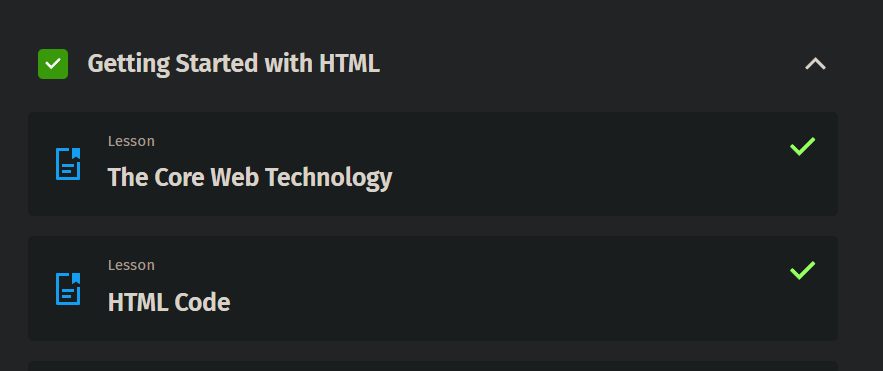 Getting Started with HTML
Lesson
The Core Web Technology
Lesson
HTML Code